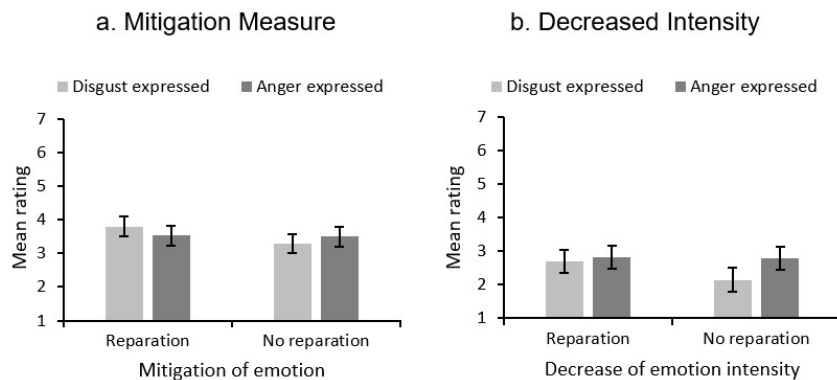 a. Mitigation Measure
Disgust expressed Anger expressed
Mean rating
7
6
5
4
3
2
1
Reparation No reparation
Mitigation of emotion
b. Decreased Intensity
Disgust expressed Anger expressed
Mean rating
7
6
5
4
3
2
1
Reparation No reparation
Decrease of emotion intensity